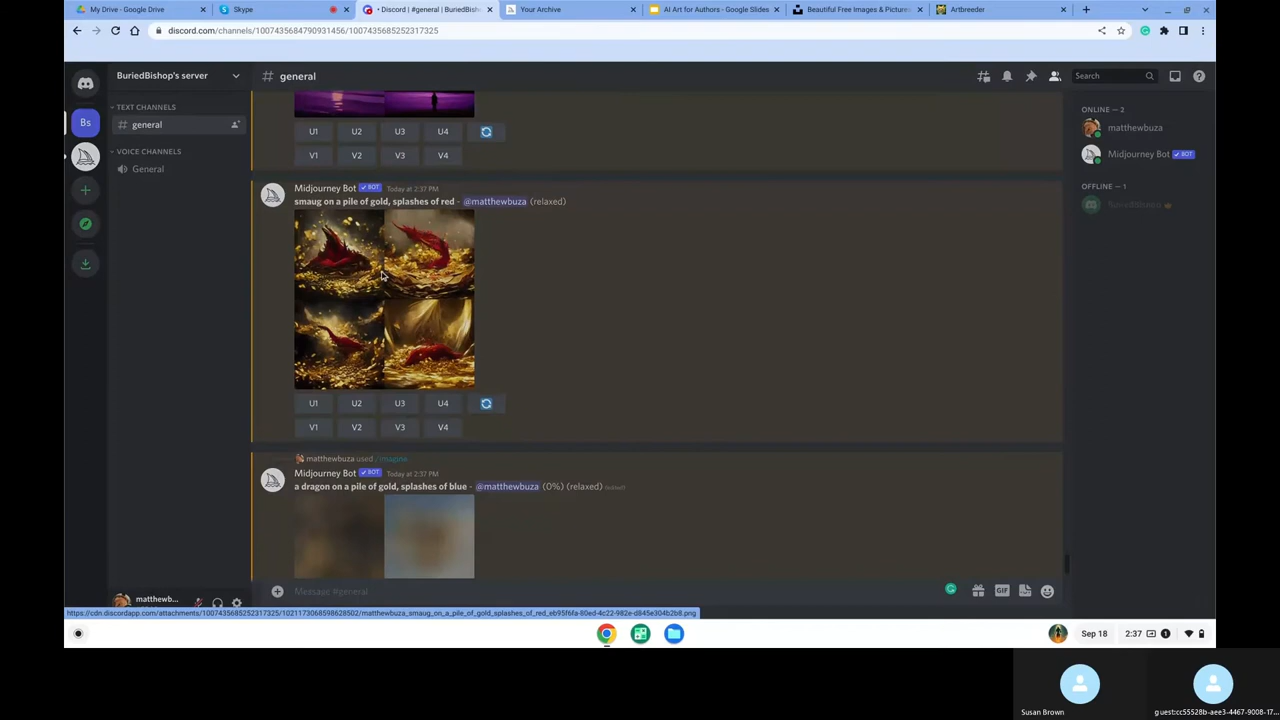 My Drive - Google Drive
Skype
• Discord | #general | BuriedBish
Your Archive
AI Art for Authors - Google Slides
Beautiful Free Images & Pictures
Artbreeder
discord.com/channels/1007435684790931456/1007435685252317325
BuriedBishop's server
# general
Search
TEXT CHANNELS
# general
VOICE CHANNELS
General
ONLINE — 2
matthewbuza
Midjourney Bot ✓ BOT
OFFLINE — 1
BuriedBishop
U1 U2 U3 U4
V1 V2 V3 V4
Midjourney Bot ✓ BOT Today at 2:37 PM
smaug on a pile of gold, splashes of red - @matthewbuza (relaxed)
U1 U2 U3 U4
V1 V2 V3 V4
matthewbuza used /imagine
Midjourney Bot ✓ BOT Today at 2:37 PM
a dragon on a pile of gold, splashes of blue - @matthewbuza (0%) (relaxed) (edited)
Message #general
GIF
matthewb...
https://cdn.discordapp.com/attachments/1007435685252317325/1021173068598628502/matthewbuza_smaug_on_a_pile_of_gold_splashes_of_red_eb95f6fa-80ed-4c22-982e-d845e304b2b8.png
Sep 18
2:37
1
Susan Brown
guest:cc55528b-aee3-4467-9008-17...